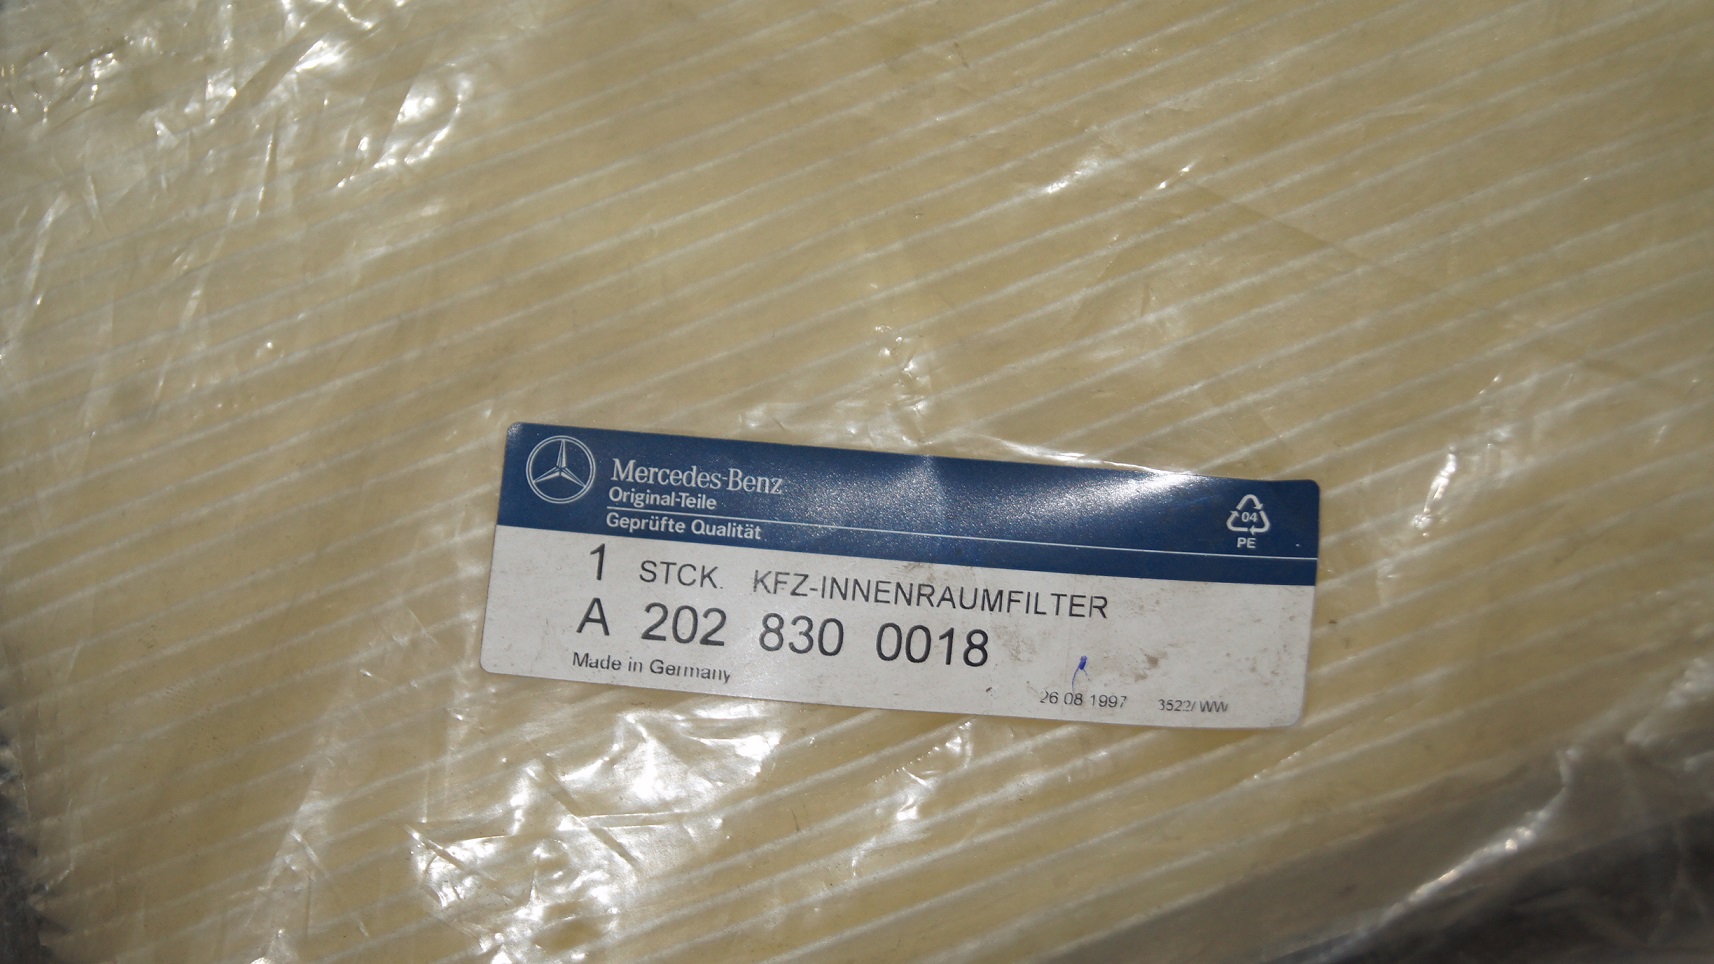 Mercedes-Benz
Original-Teile
Geprüfte Qualität
04
PE
1 STCK. KFZ-INNENRAUMFILTER
A 202 830 0018
Made in Germany
26 08 1997 3522/WW